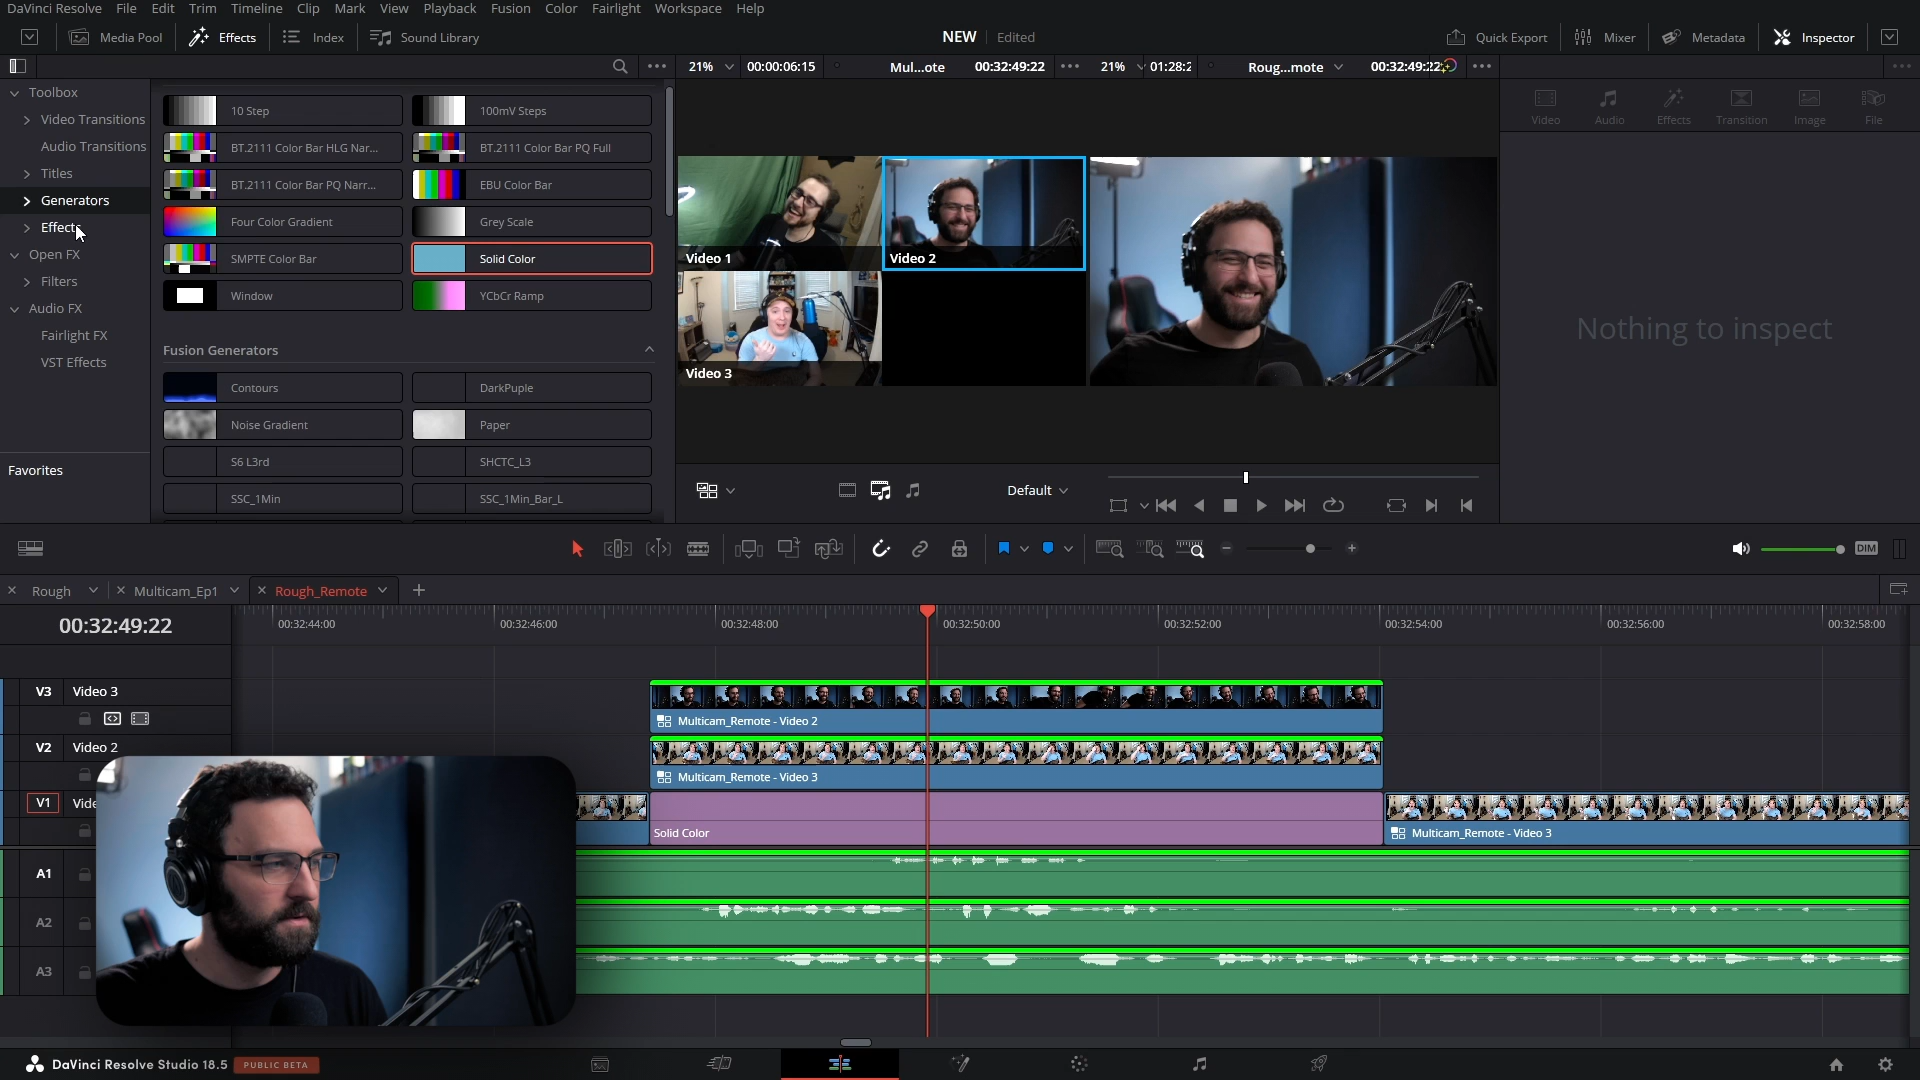 DaVinci Resolve File Edit Trim Timeline Clip Mark View Playback Fusion Color Fairlight Workspace Help
Media Pool Effects Index Sound Library NEW Edited Quick Export Mixer Metadata Inspector
21% 00:00:06:15 Mul...ote 00:32:49:22 21% 01:28:2 Roug...mote 00:32:49:22
Toolbox
Video Transitions
Audio Transitions
Titles
Generators
Effects
Open FX
Filters
Audio FX
Fairlight FX
VST Effects
Favorites
10 Step 100mV Steps
BT.2111 Color Bar HLG Nar... BT.2111 Color Bar PQ Full
BT.2111 Color Bar PQ Narr... EBU Color Bar
Four Color Gradient Grey Scale
SMPTE Color Bar Solid Color
Window YCbCr Ramp
Fusion Generators
Contours DarkPuple
Noise Gradient Paper
S6 L3rd SHCTC_L3
SSC_1Min SSC_1Min_Bar_L
Video 1 Video 2
Video 3
Default
Video Audio Effects Transition Image File
Nothing to inspect
DIM
Rough Multicam_Ep1 Rough_Remote
00:32:49:22
00:32:44:00 00:32:46:00 00:32:48:00 00:32:50:00 00:32:52:00 00:32:54:00 00:32:56:00 00:32:58:00
V3 Video 3
Multicam_Remote - Video 2
V2 Video 2
Multicam_Remote - Video 3
V1 Vide
Solid Color Multicam_Remote - Video 3
A1
A2
A3
DaVinci Resolve Studio 18.5 PUBLIC BETA